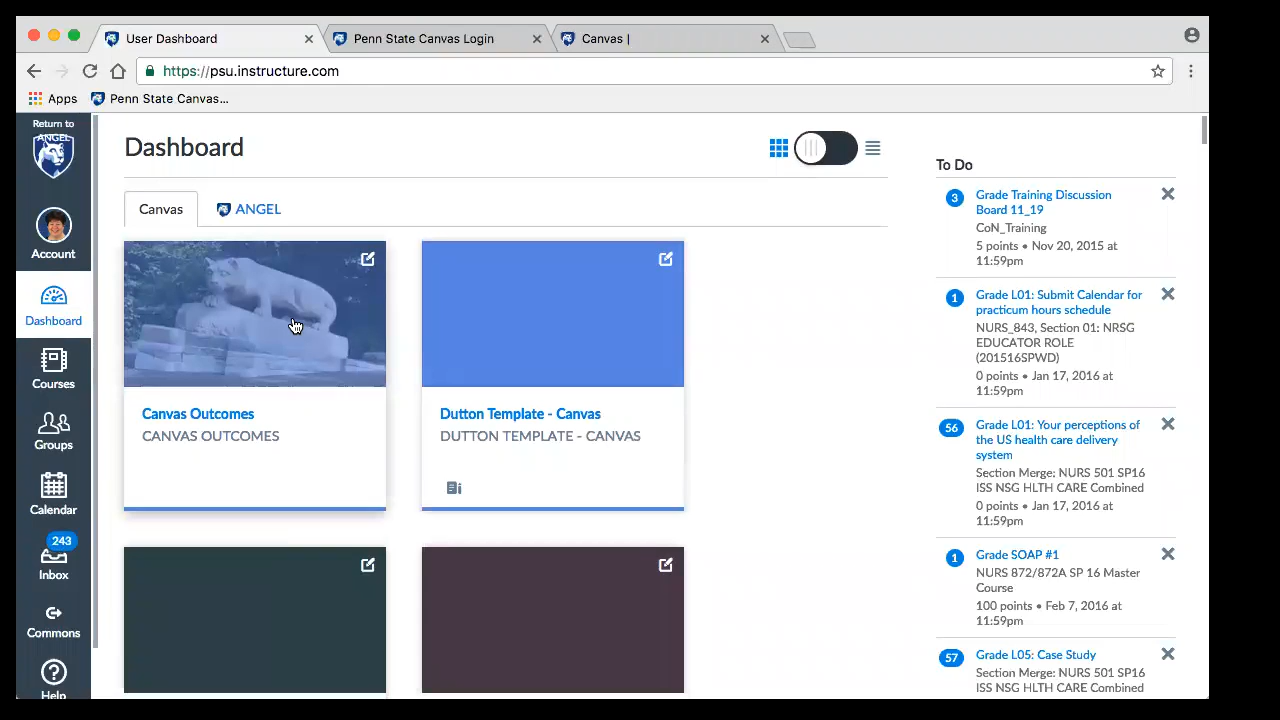 User Dashboard
Penn State Canvas Login
Canvas |
https://psu.instructure.com
Apps
Penn State Canvas...
Return to
ANGEL
Account
Dashboard
Courses
Groups
Calendar
243
Inbox
Commons
Help
Dashboard
Canvas
ANGEL
Canvas Outcomes
CANVAS OUTCOMES
Dutton Template - Canvas
DUTTON TEMPLATE - CANVAS
To Do
3
Grade Training Discussion
Board 11_19
CoN_Training
5 points • Nov 20, 2015 at
11:59pm
1
Grade L01: Submit Calendar for
practicum hours schedule
NURS_843, Section 01: NRSG
EDUCATOR ROLE
(201516SPWD)
0 points • Jan 17, 2016 at
11:59pm
56
Grade L01: Your perceptions of
the US health care delivery
system
Section Merge: NURS 501 SP16
ISS NSG HLTH CARE Combined
0 points • Jan 17, 2016 at
11:59pm
1
Grade SOAP #1
NURS 872/872A SP 16 Master
Course
100 points • Feb 7, 2016 at
11:59pm
57
Grade L05: Case Study
Section Merge: NURS 501 SP16
ISS NSG HLTH CARE Combined